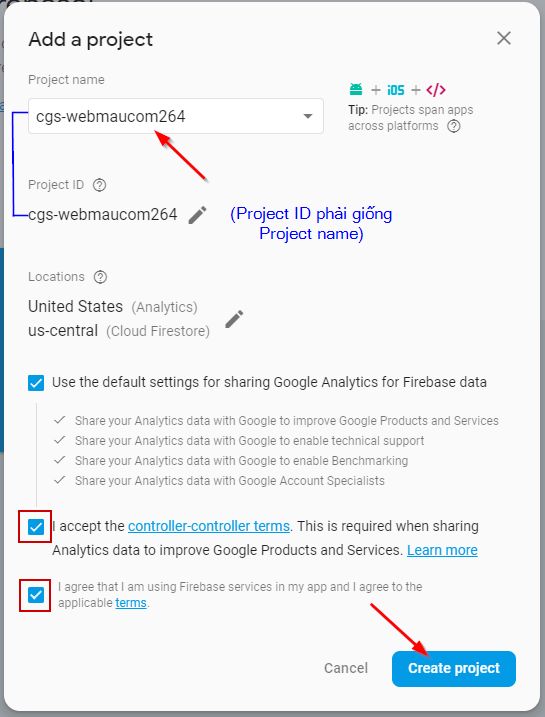 Add a project
Project name
cgs-webmaucom264
+ iOS + </>
Tip: Projects span apps
across platforms ?
Project ID ?
cgs-webmaucom264
(Project ID phải giống
Project name)
Locations ?
United States (Analytics)
us-central (Cloud Firestore)
Use the default settings for sharing Google Analytics for Firebase data
Share your Analytics data with Google to improve Google Products and Services
Share your Analytics data with Google to enable technical support
Share your Analytics data with Google to enable Benchmarking
Share your Analytics data with Google Account Specialists
I accept the controller-controller terms. This is required when sharing
Analytics data to improve Google Products and Services. Learn more
I agree that I am using Firebase services in my app and I agree to the
applicable terms.
Cancel
Create project